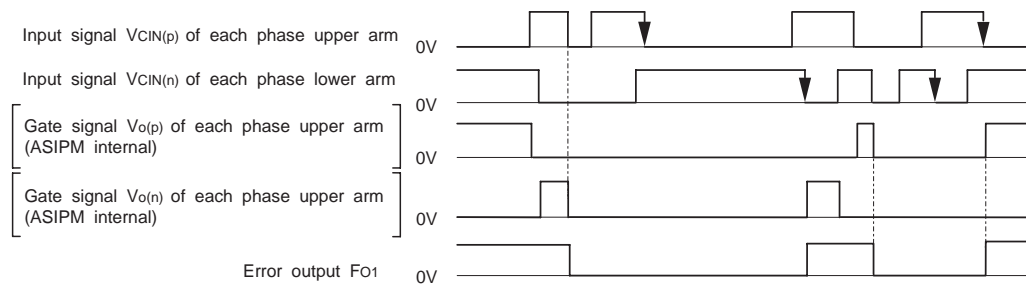 Input signal VCIN(p) of each phase upper arm
0V
Input signal VCIN(n) of each phase lower arm
0V
Gate signal Vo(p) of each phase upper arm
(ASIPM internal)
0V
Gate signal Vo(n) of each phase upper arm
(ASIPM internal)
0V
Error output FO1
0V